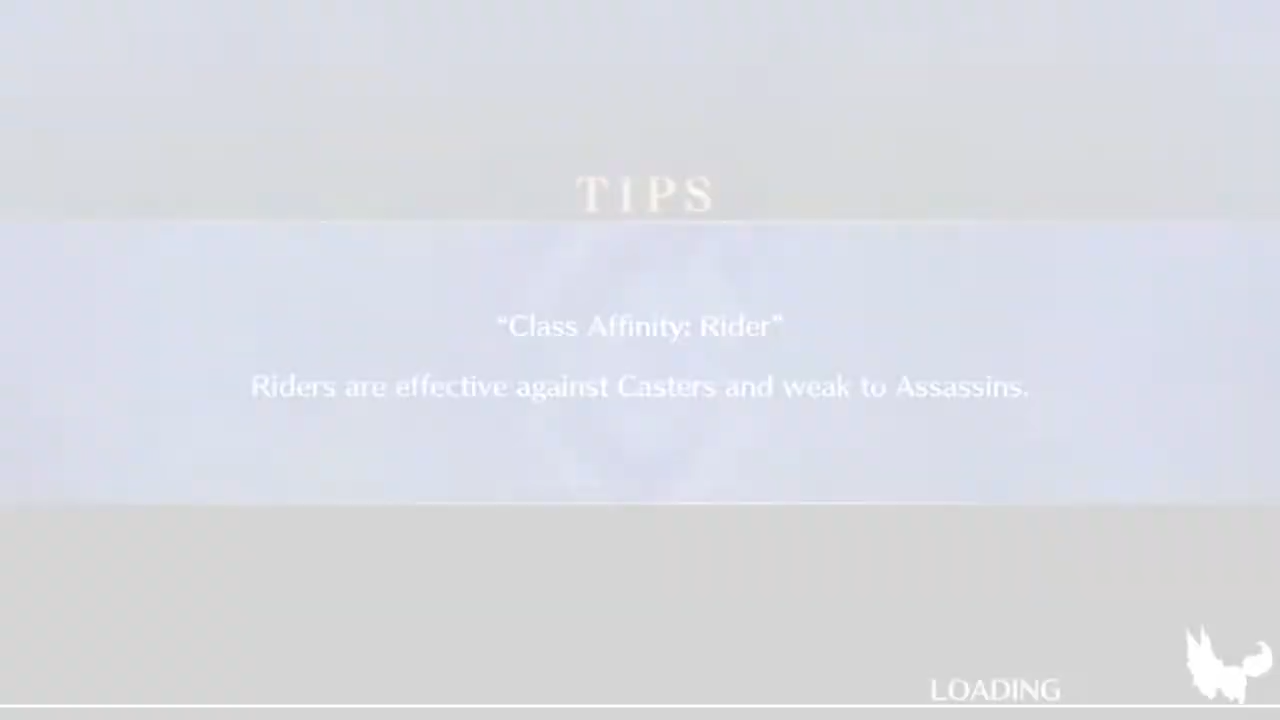 TIPS
“Class Affinity: Rider”
Riders are effective against Casters and weak to Assassins.
LOADING